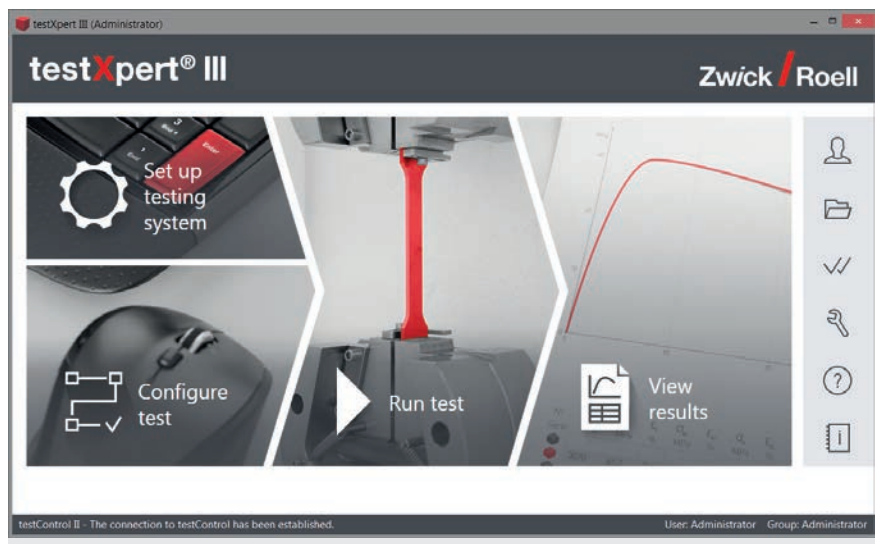 testXpert III (Administrator)
testXpert® III
Zwick Roell
Enter
Set up
testing
system
Configure
test
Run test
View
results
testControl II - The connection to testControl has been established.
User: Administrator Group: Administrator